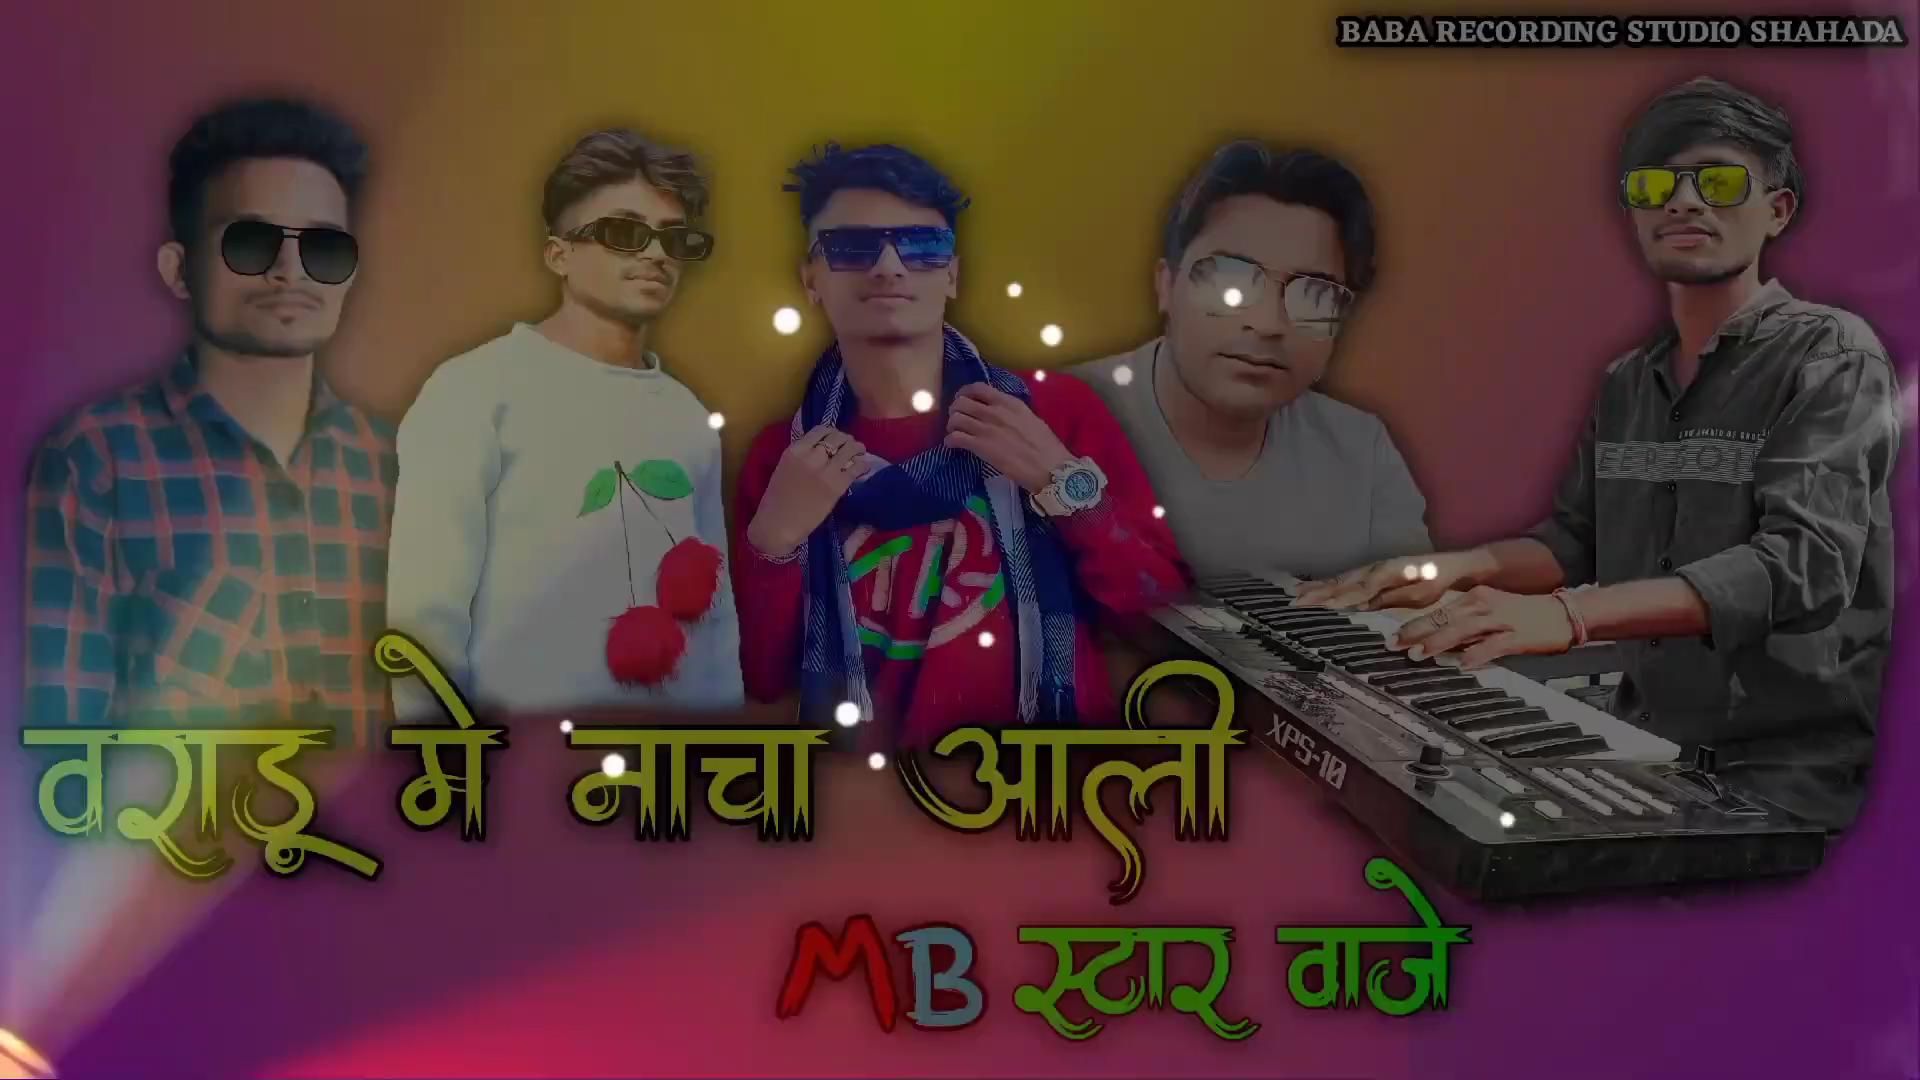 BABA RECORDING STUDIO SHAHADA
XPS-10
वराडू मे नाचा आली
MB स्टार वाजे